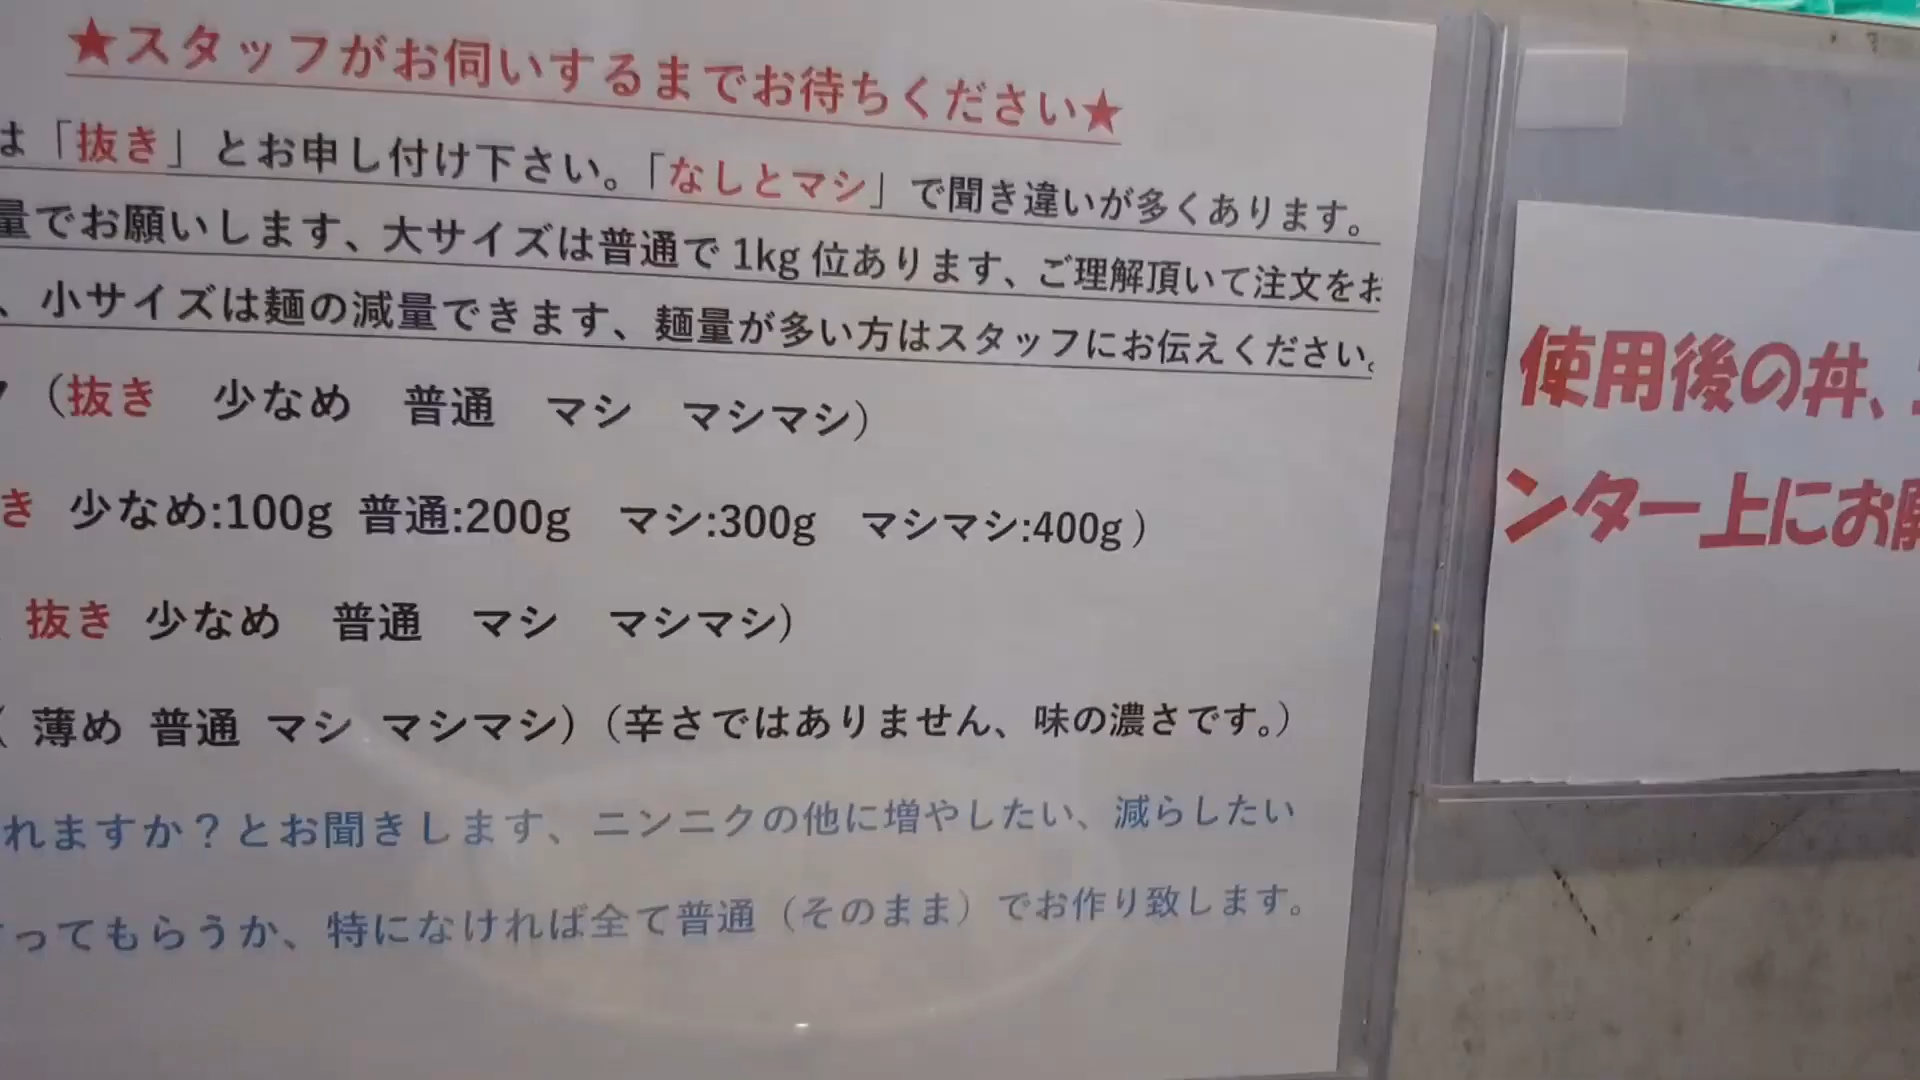 ★スタッフがお伺いするまでお待ちください★
は「抜き」とお申し付け下さい。「なしとマシ」で聞き違いが多くあります。
量でお願いします、大サイズは普通で1kg位あります、ご理解頂いて注文をお
、小サイズは麺の減量できます、麺量が多い方はスタッフにお伝えください。
（抜き　少なめ　普通　マシ　マシマシ）
き 少なめ:100g 普通:200g　マシ:300g　マシマシ:400g）
抜き 少なめ　普通　マシ　マシマシ）
（薄め 普通 マシ マシマシ）（辛さではありません、味の濃さです。）
れますか？とお聞きします、ニンニクの他に増やしたい、減らしたい
ってもらうか、特になければ全て普通（そのまま）でお作り致します。
使用後の丼、
ンター上にお願